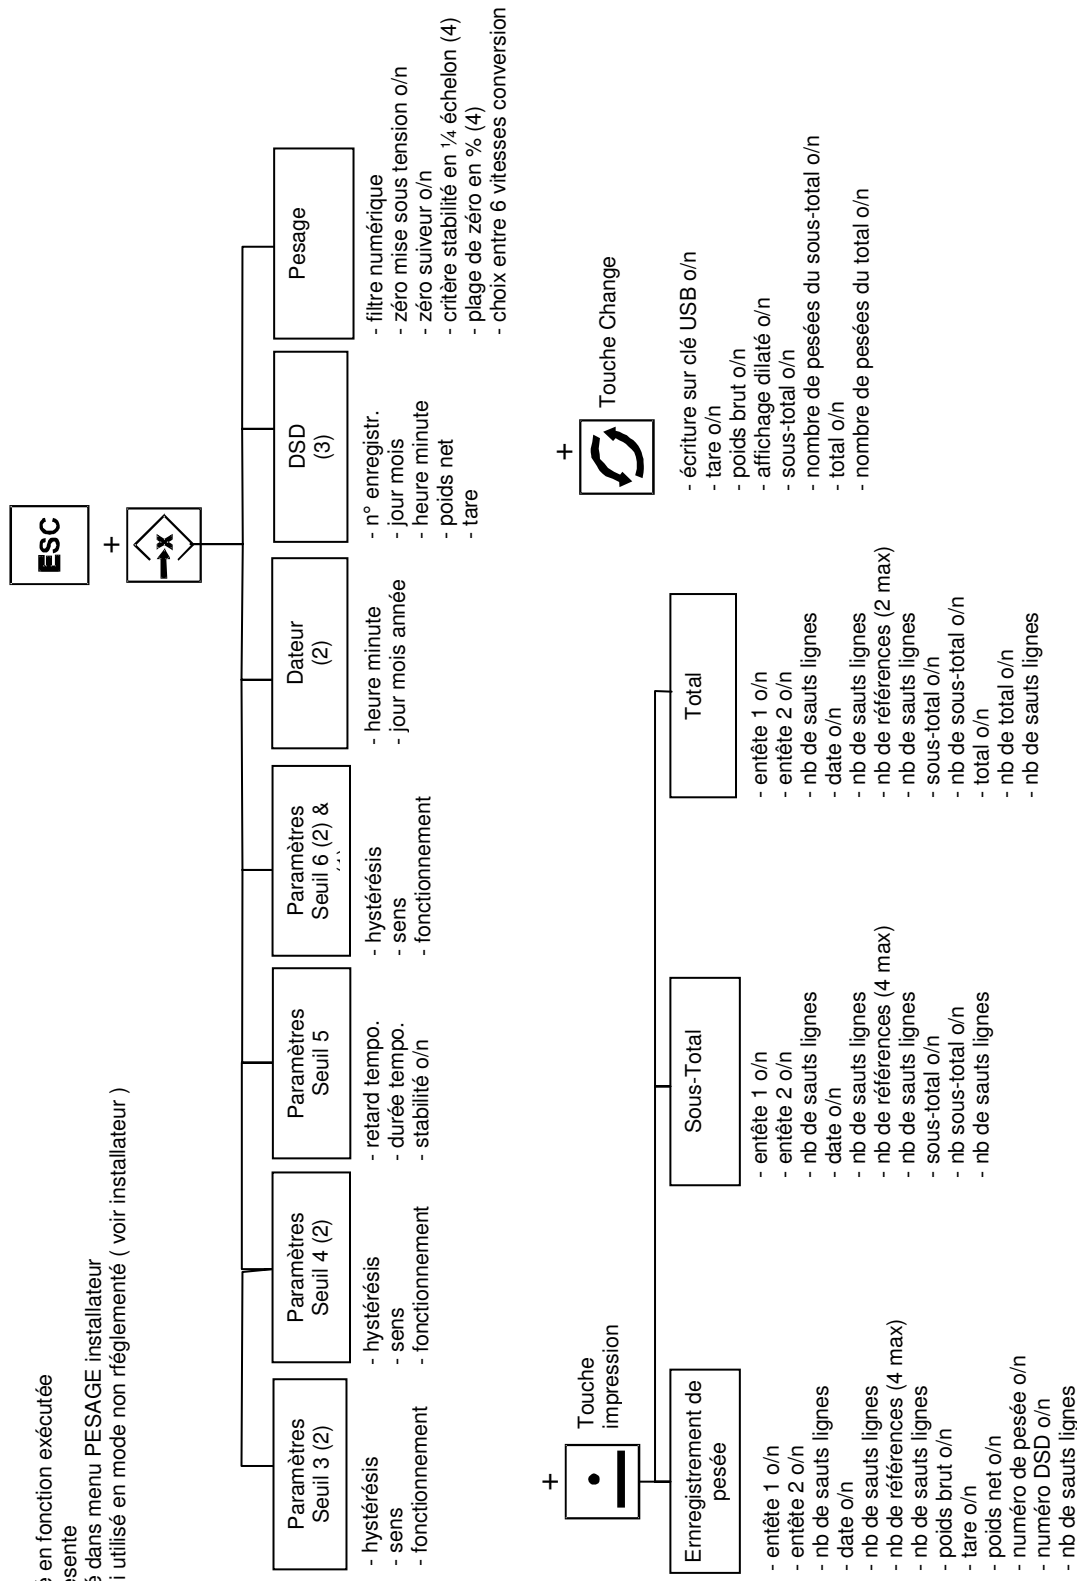 é en fonction exécutée
ésente
é dans menu PESAGE installateur
i utilisé en mode non rféglementé ( voir installateur )
ESC
+
x
Paramètres
Seuil 3 (2)
- hystérésis
- sens
- fonctionnement
Paramètres
Seuil 4 (2)
- hystérésis
- sens
- fonctionnement
Paramètres
Seuil 5
- retard tempo.
- durée tempo.
- stabilité o/n
Paramètres
Seuil 6 (2) &
- hystérésis
- sens
- fonctionnement
Dateur
(2)
- heure minute
- jour mois année
DSD
(3)
- n° enregistr.
- jour mois
- heure minute
- poids net
- tare
Pesage
- filtre numérique
- zéro mise sous tension o/n
- zéro suiveur o/n
- critère stabilité en ¼ échelon (4)
- plage de zéro en % (4)
- choix entre 6 vitesses conversion
+
Touche
impression
Ernregistrement de
pesée
- entête 1 o/n
- entête 2 o/n
- nb de sauts lignes
- date o/n
- nb de sauts lignes
- nb de références (4 max)
- nb de sauts lignes
- poids brut o/n
- tare o/n
- poids net o/n
- numéro de pesée o/n
- numéro DSD o/n
- nb de sauts lignes
Sous-Total
- entête 1 o/n
- entête 2 o/n
- nb de sauts lignes
- date o/n
- nb de sauts lignes
- nb de références (4 max)
- nb de sauts lignes
- sous-total o/n
- nb sous-total o/n
- nb de sauts lignes
Total
- entête 1 o/n
- entête 2 o/n
- nb de sauts lignes
- date o/n
- nb de sauts lignes
- nb de références (2 max)
- nb de sauts lignes
- sous-total o/n
- nb de sous-total o/n
- total o/n
- nb de total o/n
- nb de sauts lignes
+
Touche Change
- écriture sur clé USB o/n
- tare o/n
- poids brut o/n
- affichage dilaté o/n
- sous-total o/n
- nombre de pesées du sous-total o/n
- total o/n
- nombre de pesées du total o/n